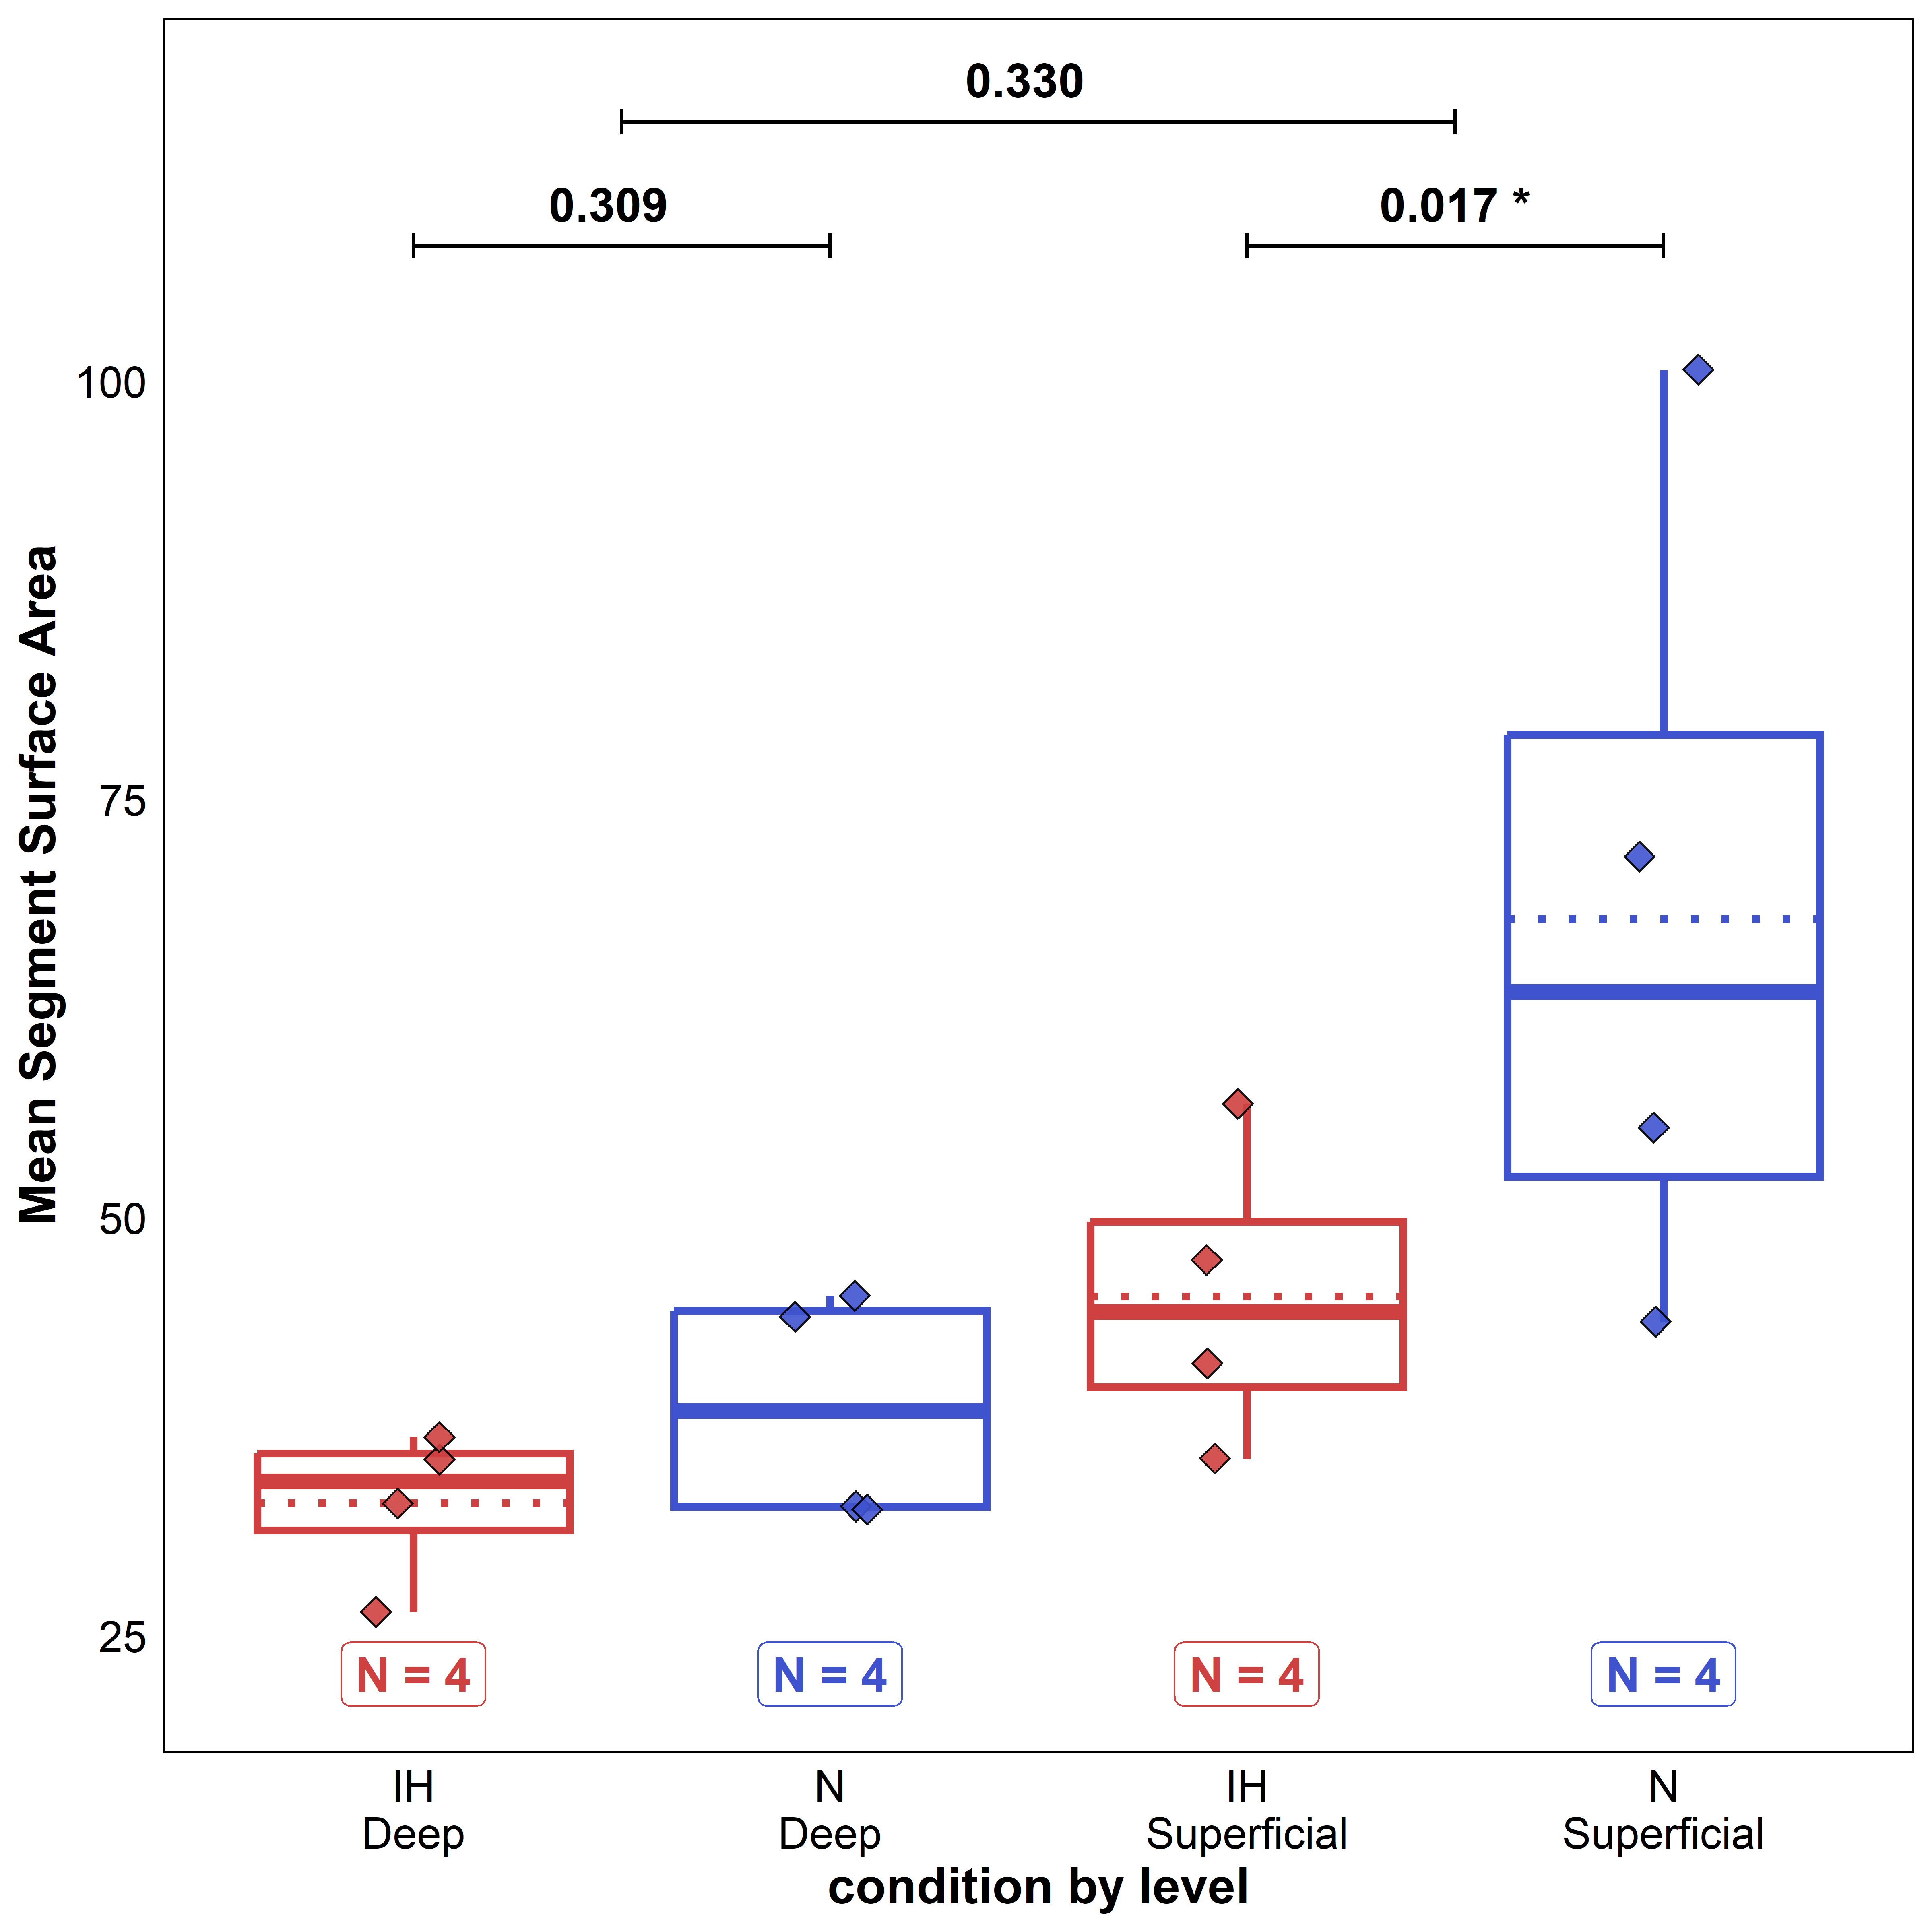 0.330
0.309
0.017 *
Mean Segment Surface Area
100
75
50
25
N = 4
N = 4
N = 4
N = 4
IH
Deep
N
Deep
IH
Superficial
N
Superficial
condition by level